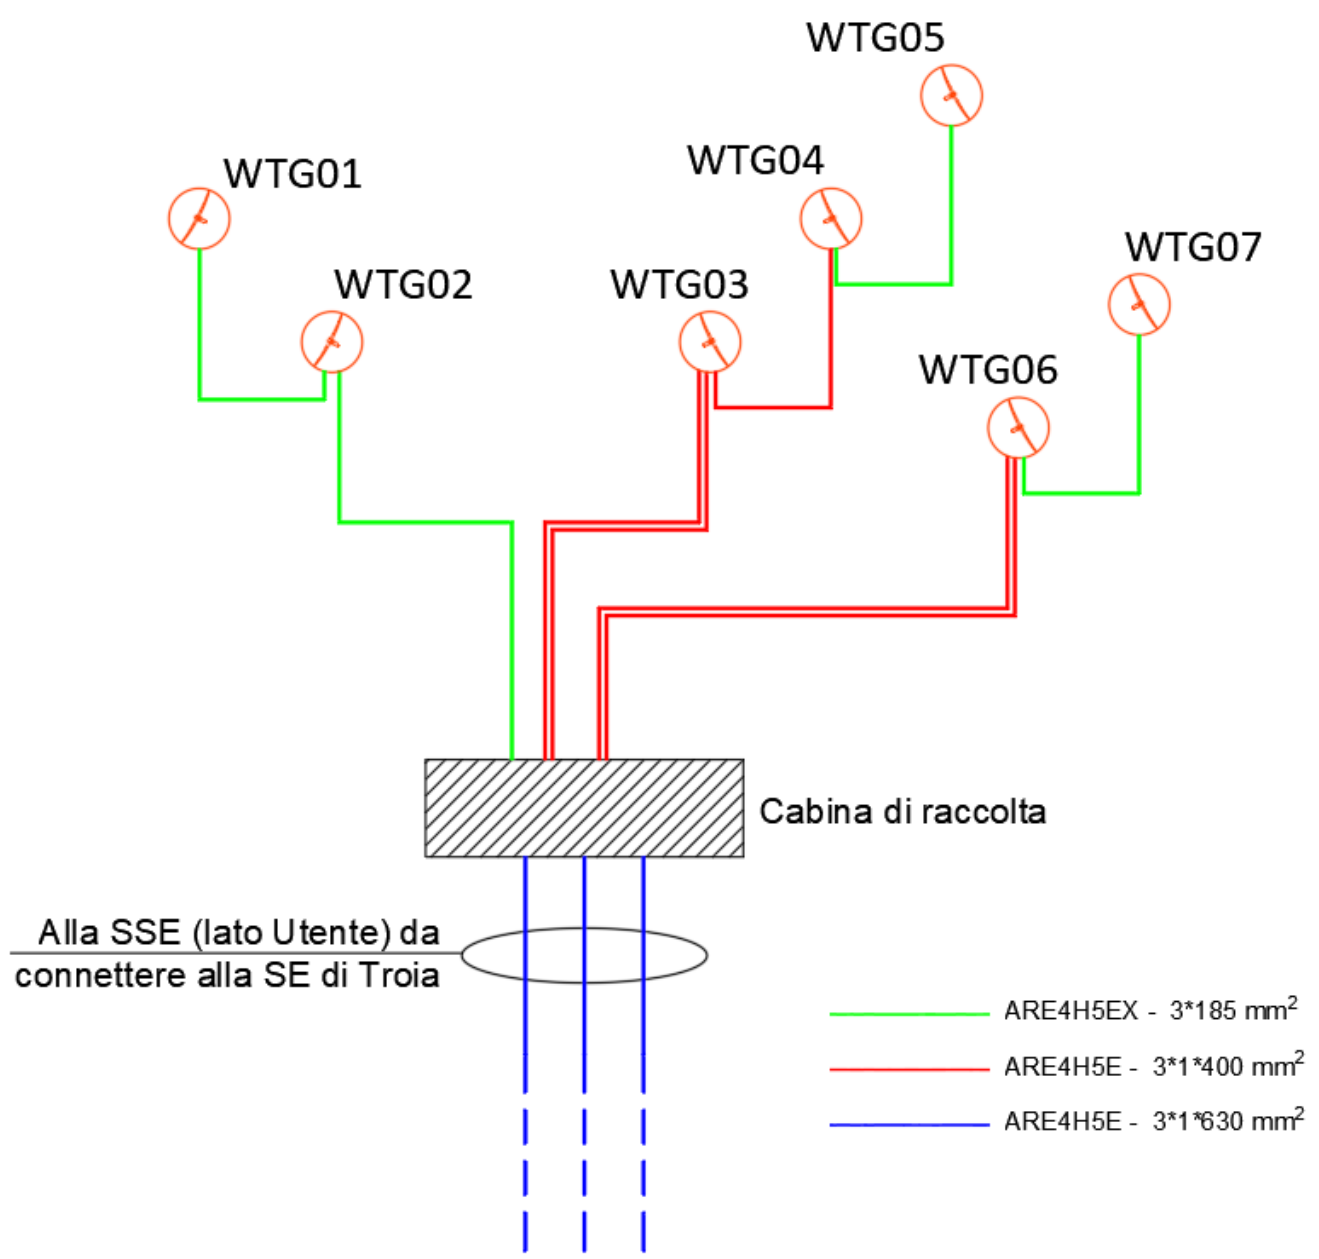 WTG05
WTG04
WTG01
WTG07
WTG02
WTG03
WTG06
Cabina di raccolta
Alla SSE (lato Utente) da
connettere alla SE di Troia
ARE4H5EX - 3*185 mm²
ARE4H5E - 3*1*400 mm²
ARE4H5E - 3*1*630 mm²